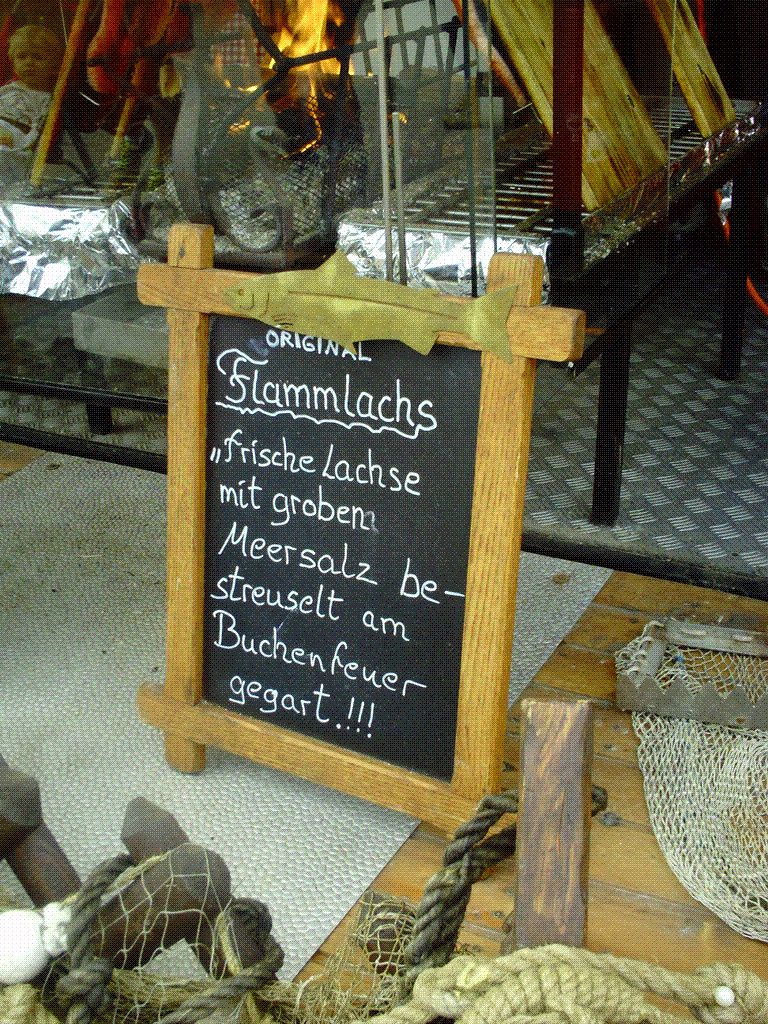 ORIGINAL
Flammlachs
„frische Lachse
mit groben
Meersalz be-
streuselt am
Buchenfeuer
gegart.!!!